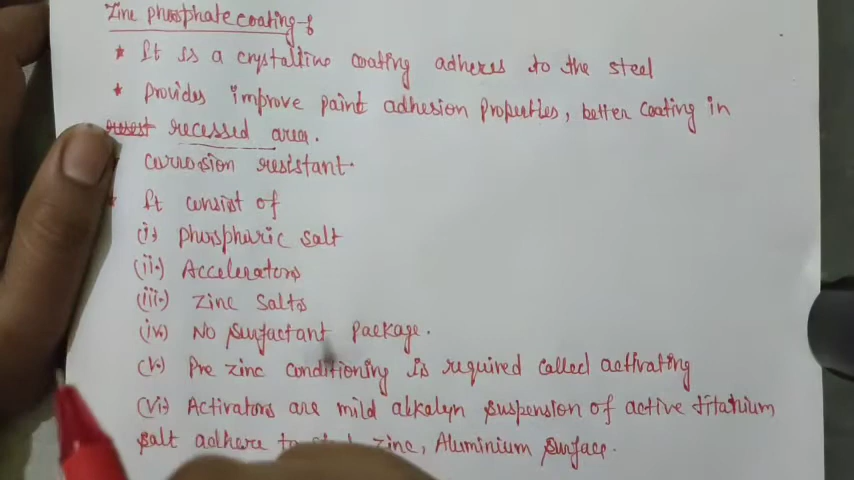 Zinc phosphate coating -
* It is a crystalline coating adheres to the steel
* Provides improve paint adhesion properties, better coating in
recessed area.
Corrosion resistant.
It consist of
(i) phosphoric salt
(ii) Accelerators
(iii) Zinc Salts
(iv) No surfactant package.
(v) Pre zinc conditioning is required called activating
(vi) Activators are mild alkalyn suspension of active titanium
salt adhere to zinc, Aluminium surface.